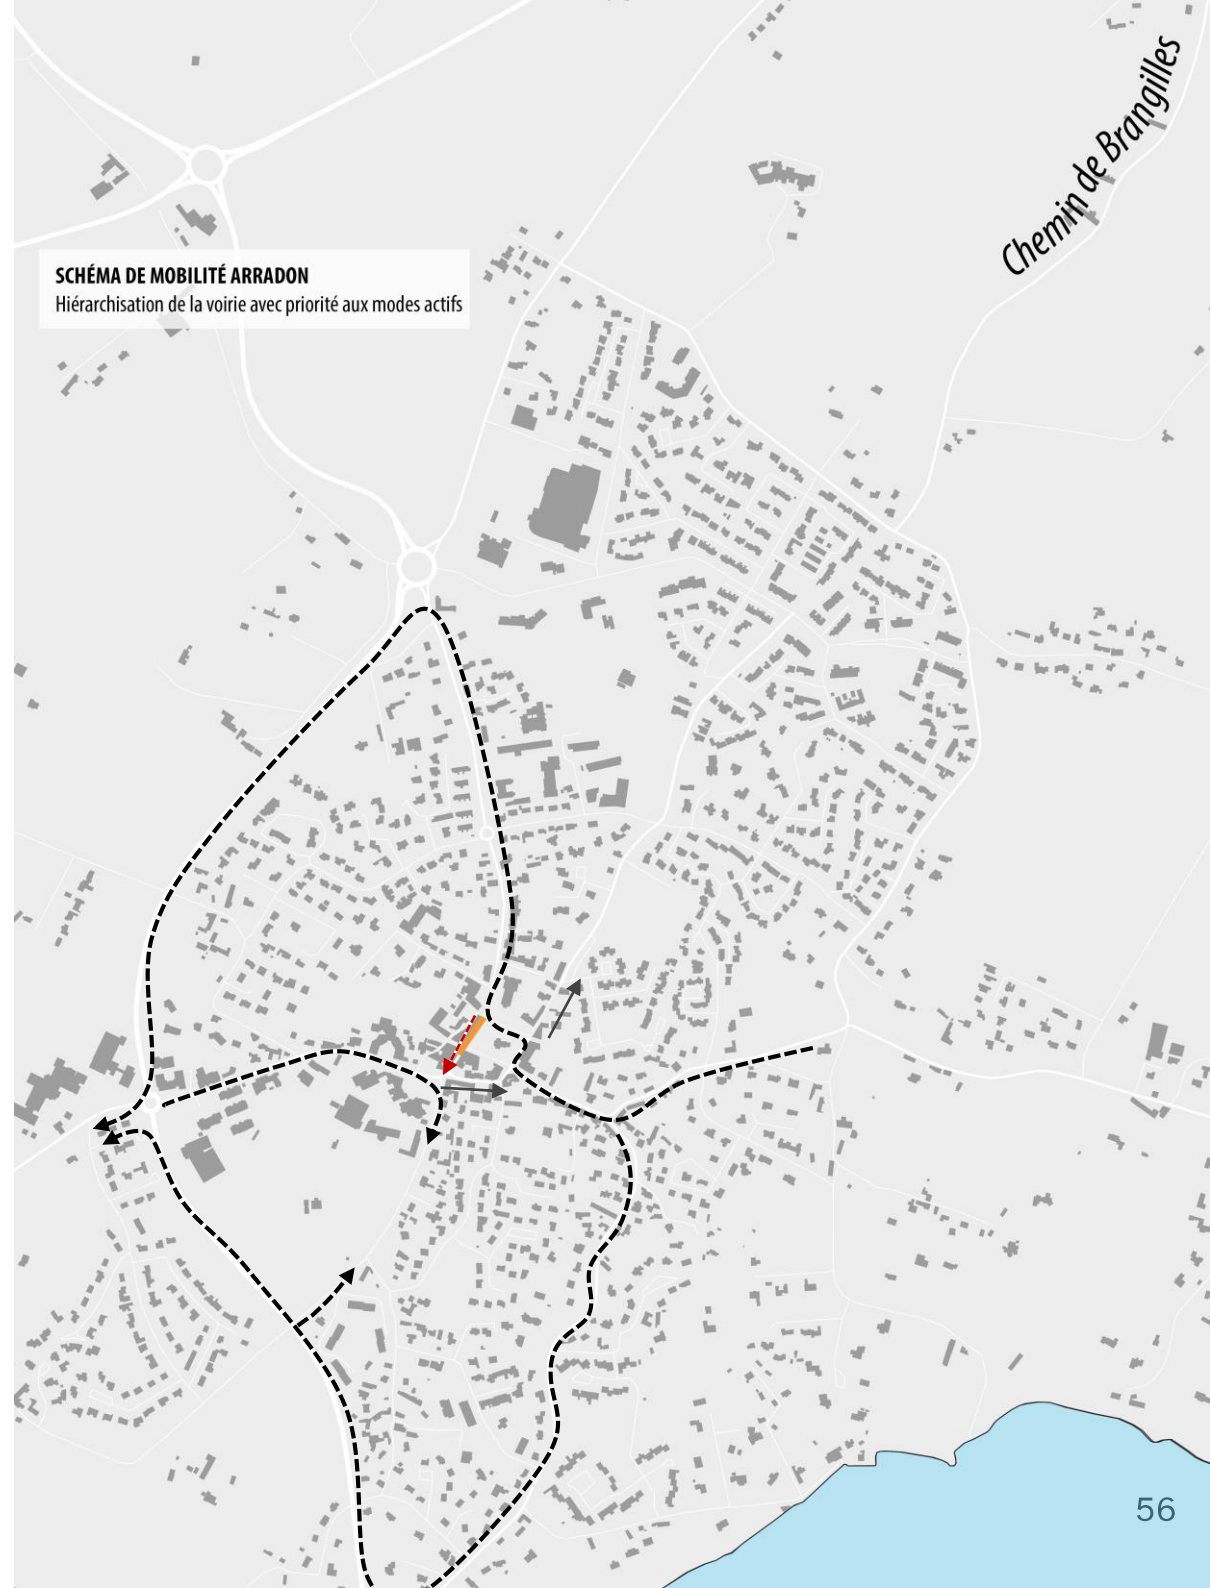 Chemin de Brangilles
SCHÉMA DE MOBILITÉ ARRADON
Hiérarchisation de la voirie avec priorité aux modes actifs
56